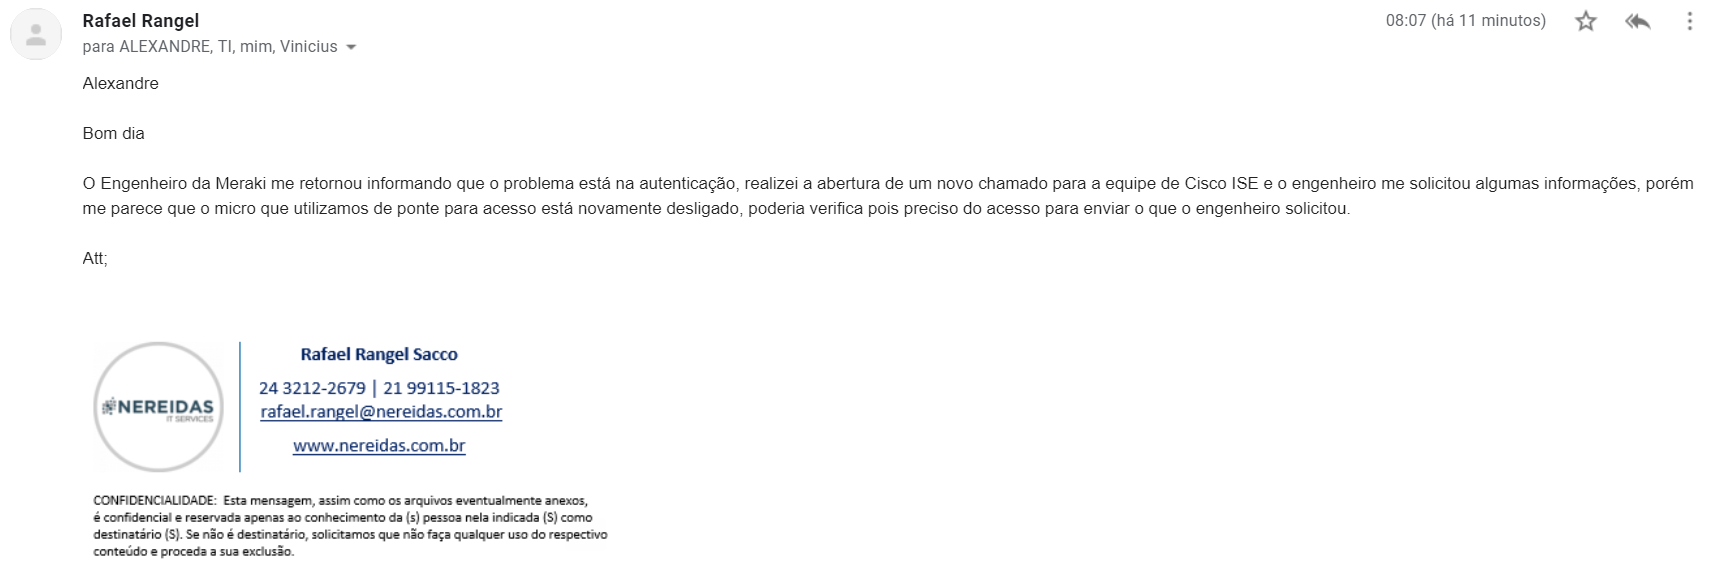 Rafael Rangel
08:07 (há 11 minutos)
para ALEXANDRE, TI, mim, Vinicius
Alexandre
Bom dia
O Engenheiro da Meraki me retornou informando que o problema está na autenticação, realizei a abertura de um novo chamado para a equipe de Cisco ISE e o engenheiro me solicitou algumas informações, porém
me parece que o micro que utilizamos de ponte para acesso está novamente desligado, poderia verifica pois preciso do acesso para enviar o que o engenheiro solicitou.
Att;
NEREIDAS
IT SERVICES
Rafael Rangel Sacco
24 3212-2679 | 21 99115-1823
rafael.rangel@nereidas.com.br
www.nereidas.com.br
CONFIDENCIALIDADE: Esta mensagem, assim como os arquivos eventualmente anexos,
é confidencial e reservada apenas ao conhecimento da (s) pessoa nela indicada (S) como
destinatário (S). Se não é destinatário, solicitamos que não faça qualquer uso do respectivo
conteúdo e proceda a sua exclusão.